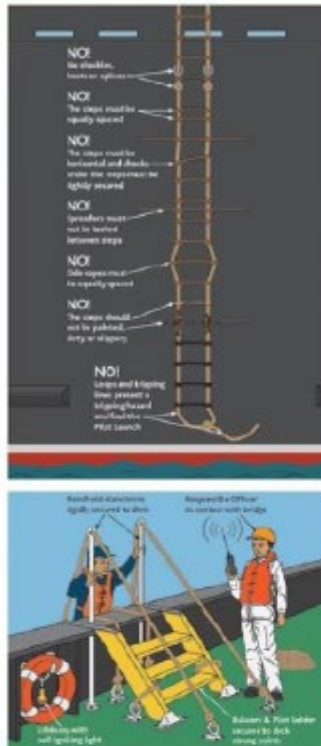 NO!
No shackles,
knots or splices
NO!
The steps must be
equally spaced
NO!
The steps must be
horizontal and chocks
under the steps must be
tightly secured
NO!
Spreaders must
not be lashed
between steps
NO!
Side ropes must
be equally spaced
NO!
The steps should
not be painted,
dirty or slippery
NO!
Loops and tripping
lines present a
tripping hazard
and foul the
Pilot Launch
Handhold stanchions
rigidly secured to deck
Responsible Officer
in contact with bridge
Lifebuoy with
self-igniting light
Bulwark & Pilot ladder
secured to deck
strong points